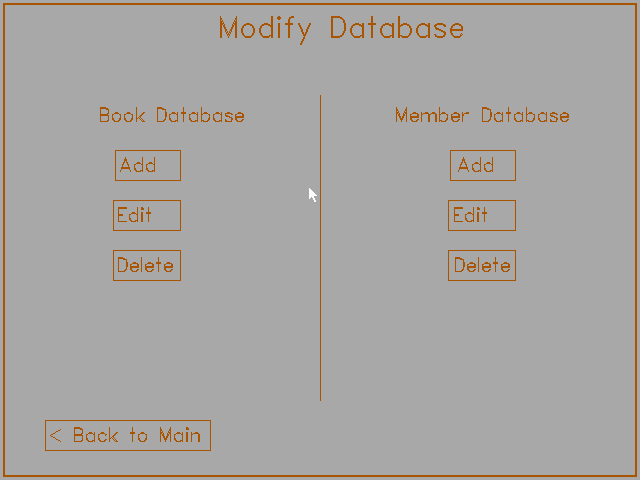 Modify Database
Book Database
Add
Edit
Delete
Member Database
Add
Edit
Delete
< Back to Main